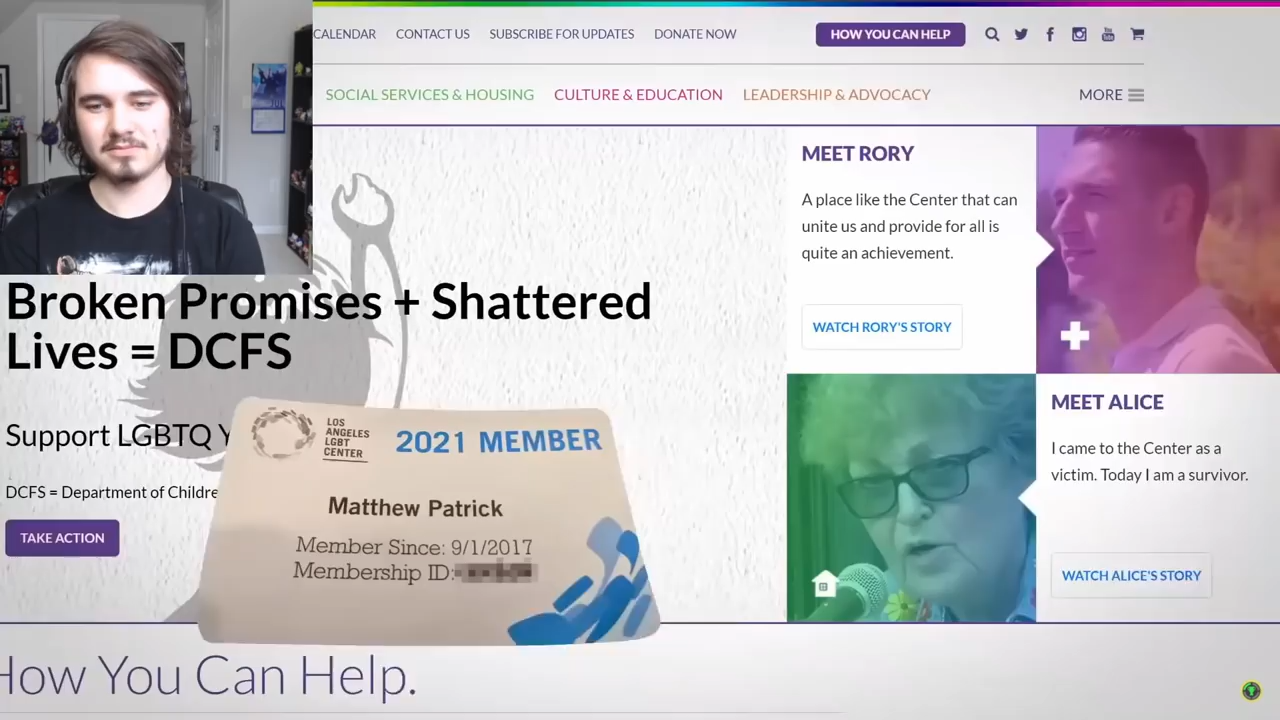 CALENDAR CONTACT US SUBSCRIBE FOR UPDATES DONATE NOW HOW YOU CAN HELP
SOCIAL SERVICES & HOUSING CULTURE & EDUCATION LEADERSHIP & ADVOCACY MORE
MEET RORY
A place like the Center that can
unite us and provide for all is
quite an achievement.
WATCH RORY'S STORY
Broken Promises + Shattered
Lives = DCFS
Support LGBTQ
DCFS = Department of
TAKE ACTION
LOS
ANGELES
LGBT
CENTER
2021 MEMBER
Matthew Patrick
Member Since: 9/1/2017
Membership ID:
MEET ALICE
I came to the Center as a
victim. Today I am a survivor.
WATCH ALICE'S STORY
How You Can Help.